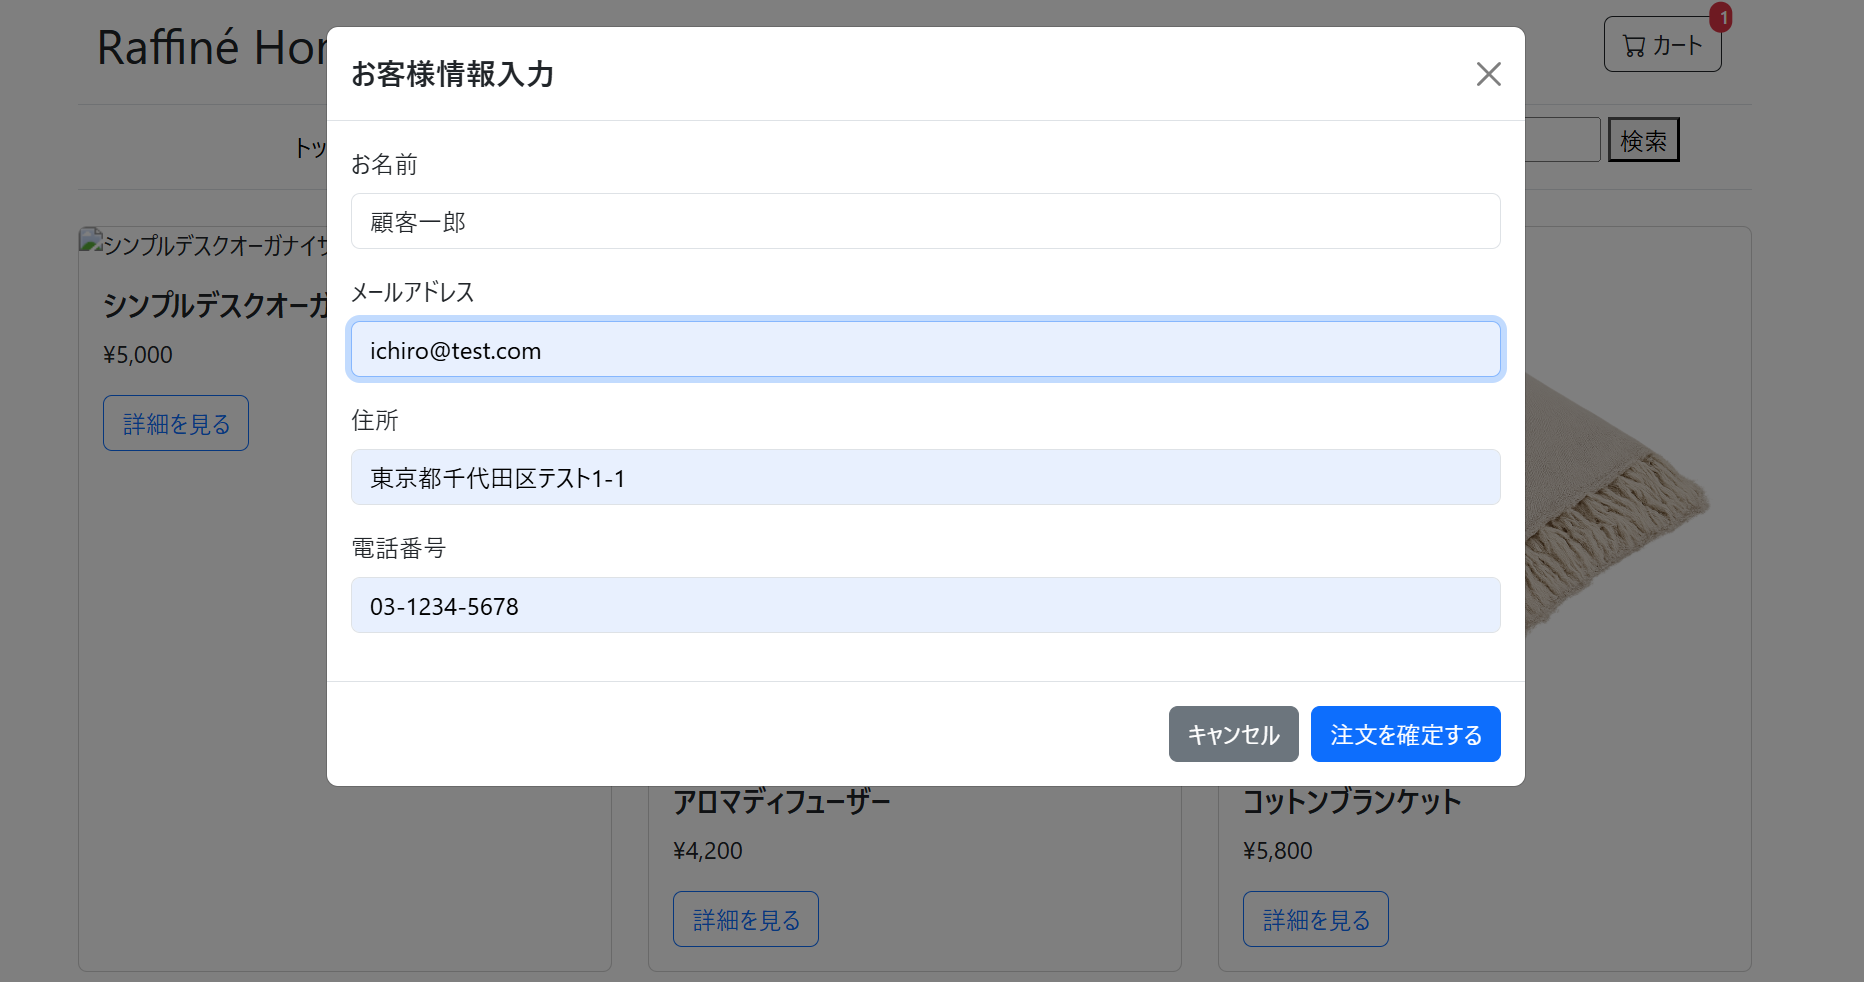 Raffiné Hor
カート
1
お客様情報入力
トッ
検索
お名前
顧客一郎
メールアドレス
ichiro@test.com
住所
東京都千代田区テスト1-1
電話番号
03-1234-5678
キャンセル
注文を確定する
シンプルデスクオーガナイザ
シンプルデスクオーガ
¥5,000
詳細を見る
アロマディフューザー
¥4,200
詳細を見る
コットンブランケット
¥5,800
詳細を見る